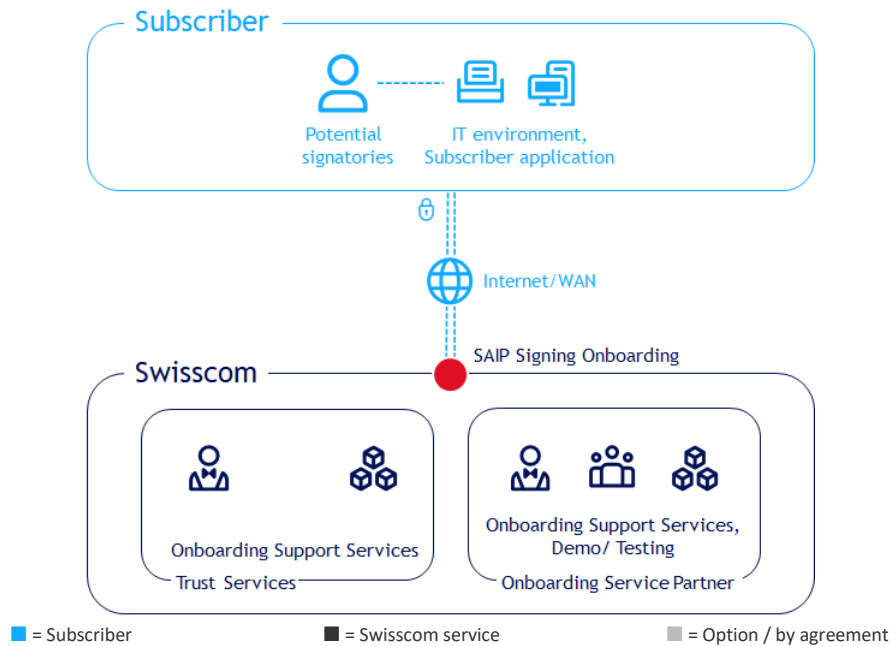 Subscriber
Potential
signatories
IT environment,
Subscriber application
Internet/WAN
SAIP Signing Onboarding
Swisscom
Onboarding Support Services
Trust Services
Onboarding Support Services,
Demo/ Testing
Onboarding Service Partner
= Subscriber
= Swisscom service
= Option / by agreement